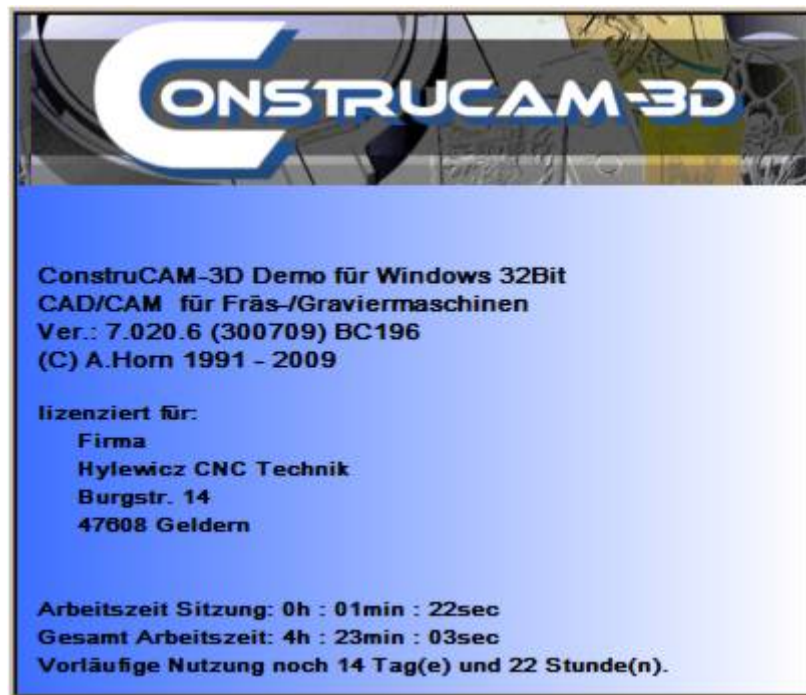 CONSTRUCAM-3D
ConstruCAM-3D Demo für Windows 32Bit
CAD/CAM für Fräs-/Graviermaschinen
Ver.: 7.020.6 (300709) BC196
(C) A.Horn 1991 - 2009
lizenziert für:
Firma
Hylewicz CNC Technik
Burgstr. 14
47608 Geldern
Arbeitszeit Sitzung: 0h : 01min : 22sec
Gesamt Arbeitszeit: 4h : 23min : 03sec
Vorläufige Nutzung noch 14 Tag(e) und 22 Stunde(n).